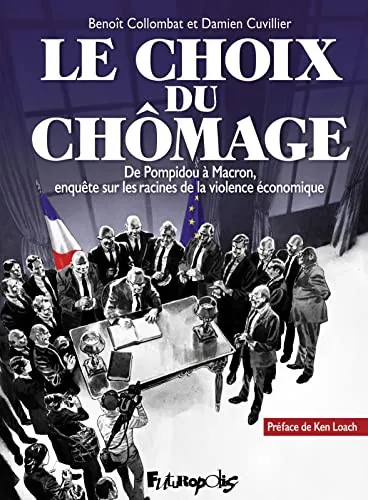 Benoît Collombat et Damien Cuvillier
LE CHOIX
DU
CHÔMAGE
De Pompidou à Macron,
enquête sur les racines de la violence économique
Préface de Ken Loach
Futuropolis